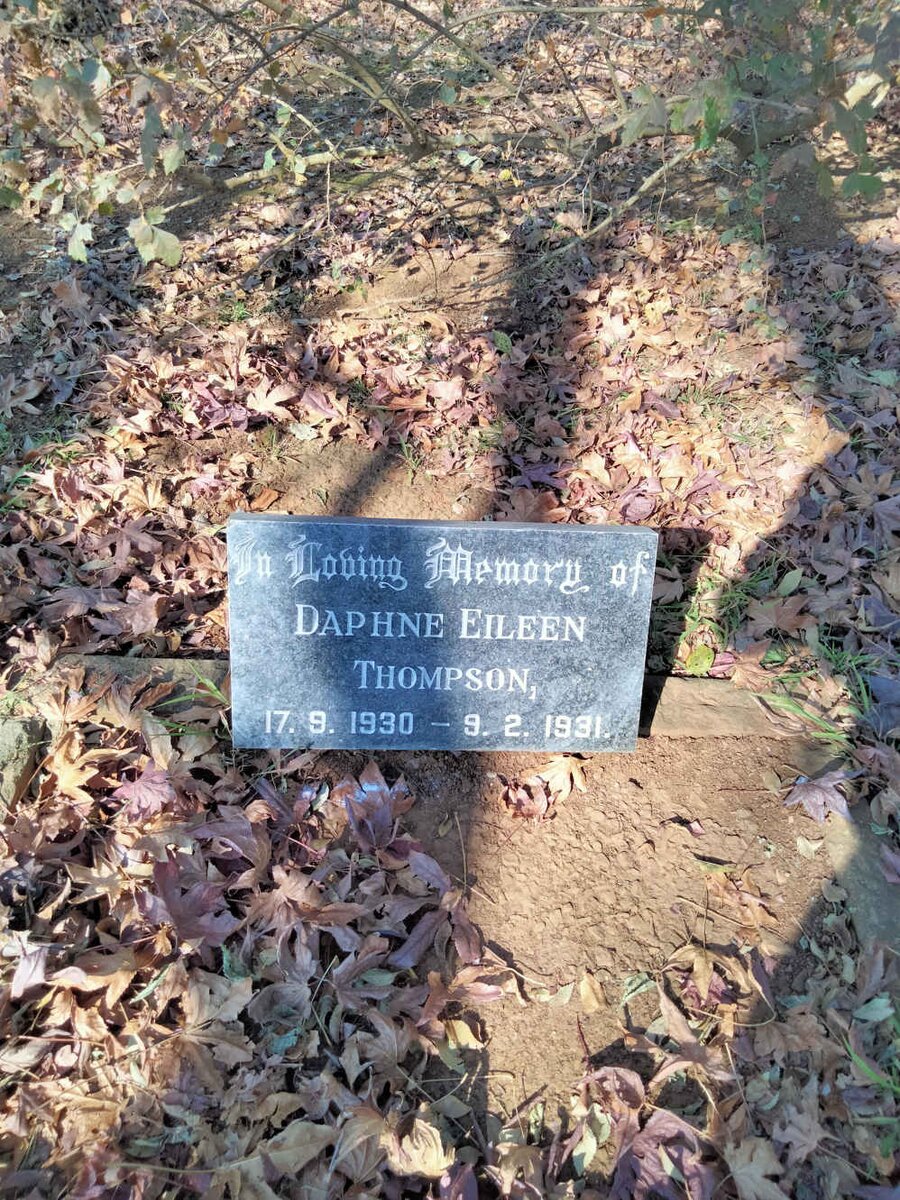 In Loving Memory of
DAPHNE EILEEN
THOMPSON,
17. 9. 1930 – 9. 2. 1931.